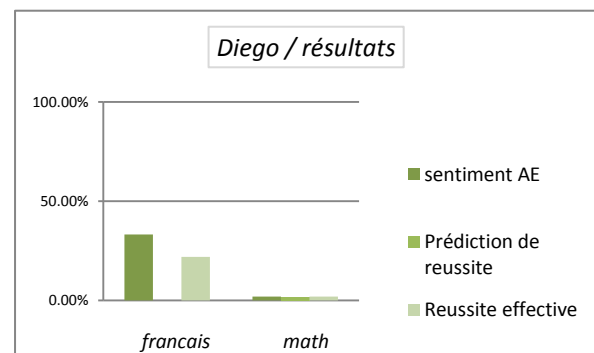 Diego / résultats
100.00%
50.00%
0.00%
francais
math
sentiment AE
Prédiction de
reussite
Reussite effective